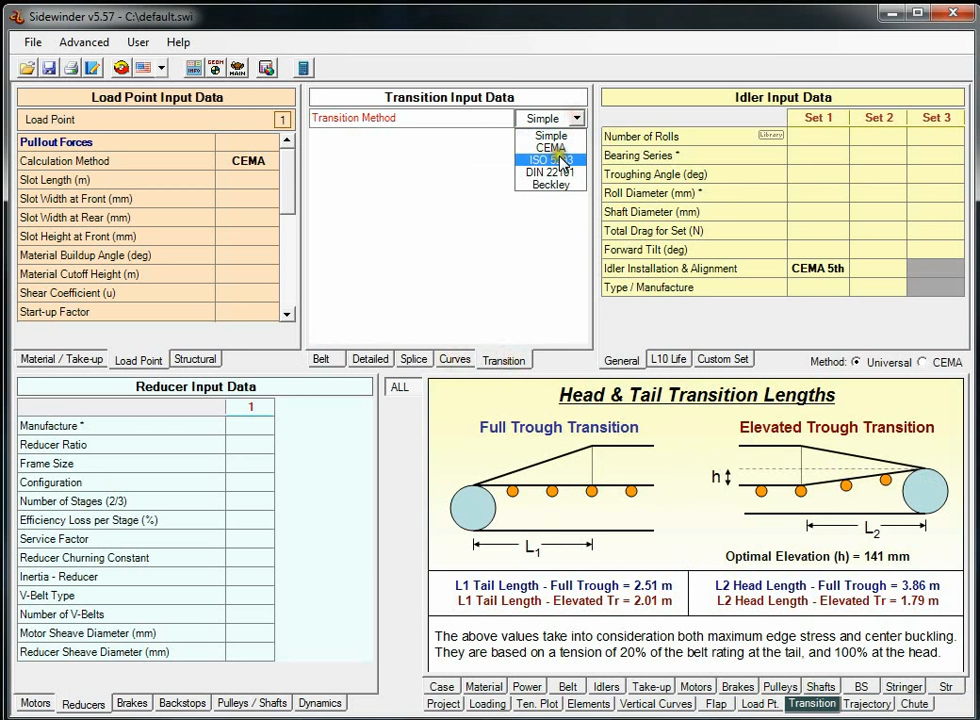 Sidewinder v5.57 - C:\default.swi
File Advanced User Help
INFO GEOM MAIN
Load Point Input Data
Load Point 1
Pullout Forces
Calculation Method CEMA
Slot Length (m)
Slot Width at Front (mm)
Slot Width at Rear (mm)
Slot Height at Front (mm)
Material Buildup Angle (deg)
Material Cutoff Height (m)
Shear Coefficient (u)
Start-up Factor
Material / Take-up Load Point Structural
Transition Input Data
Transition Method Simple
Simple
CEMA
ISO
DIN 22101
Beckley
Belt Detailed Splice Curves Transition
Idler Input Data
Set 1 Set 2 Set 3
Number of Rolls Library
Bearing Series *
Troughing Angle (deg)
Roll Diameter (mm) *
Shaft Diameter (mm)
Total Drag for Set (N)
Forward Tilt (deg)
Idler Installation & Alignment CEMA 5th
Type / Manufacture
General L10 Life Custom Set Method: Universal CEMA
Reducer Input Data
1
Manufacture *
Reducer Ratio
Frame Size
Configuration
Number of Stages (2/3)
Efficiency Loss per Stage (%)
Service Factor
Reducer Churning Constant
Inertia - Reducer
V-Belt Type
Number of V-Belts
Motor Sheave Diameter (mm)
Reducer Sheave Diameter (mm)
Motors Reducers Brakes Backstops Pulleys / Shafts Dynamics
ALL
Head & Tail Transition Lengths
Full Trough Transition Elevated Trough Transition
h
L1 L2
Optimal Elevation (h) = 141 mm
L1 Tail Length - Full Trough = 2.51 m L2 Head Length - Full Trough = 3.86 m
L1 Tail Length - Elevated Tr = 2.01 m L2 Head Length - Elevated Tr = 1.79 m
The above values take into consideration both maximum edge stress and center buckling.
They are based on a tension of 20% of the belt rating at the tail, and 100% at the head.
Case Material Power Belt Idlers Take-up Motors Brakes Pulleys Shafts BS Stringer Str
Project Loading Ten. Plot Elements Vertical Curves Flap Load Pt. Transition Trajectory Chute